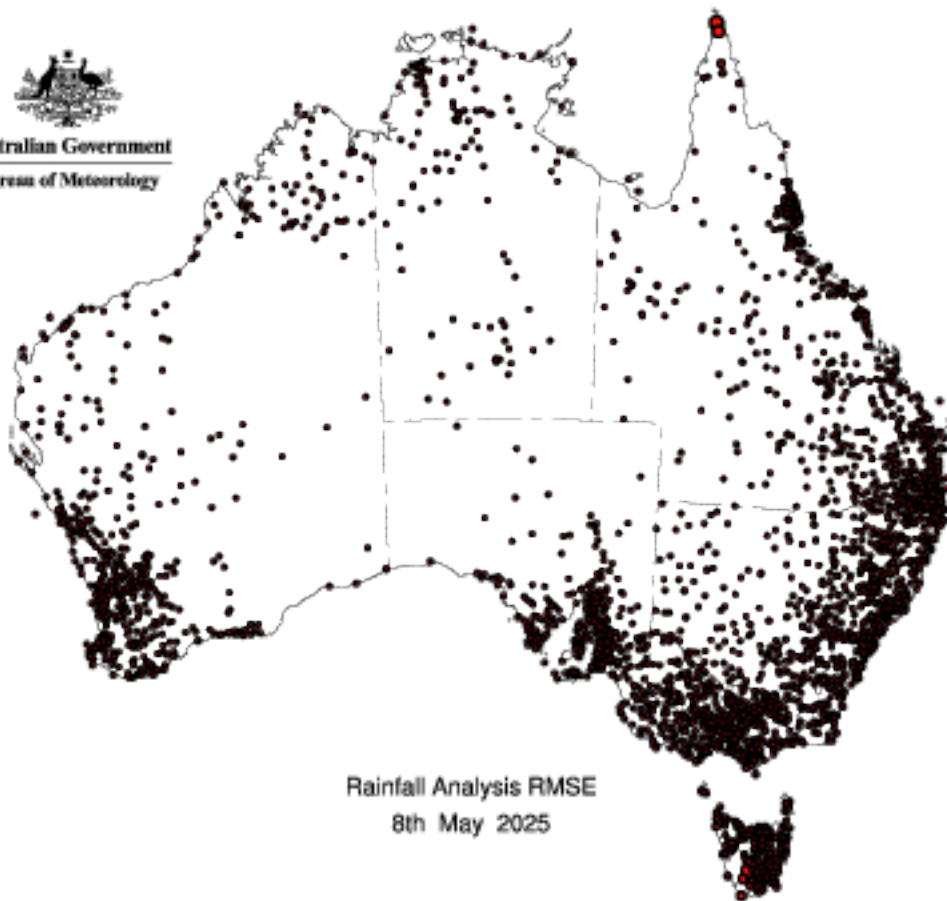 tralian Government
reau of Meteorology
Rainfall Analysis RMSE
8th May 2025